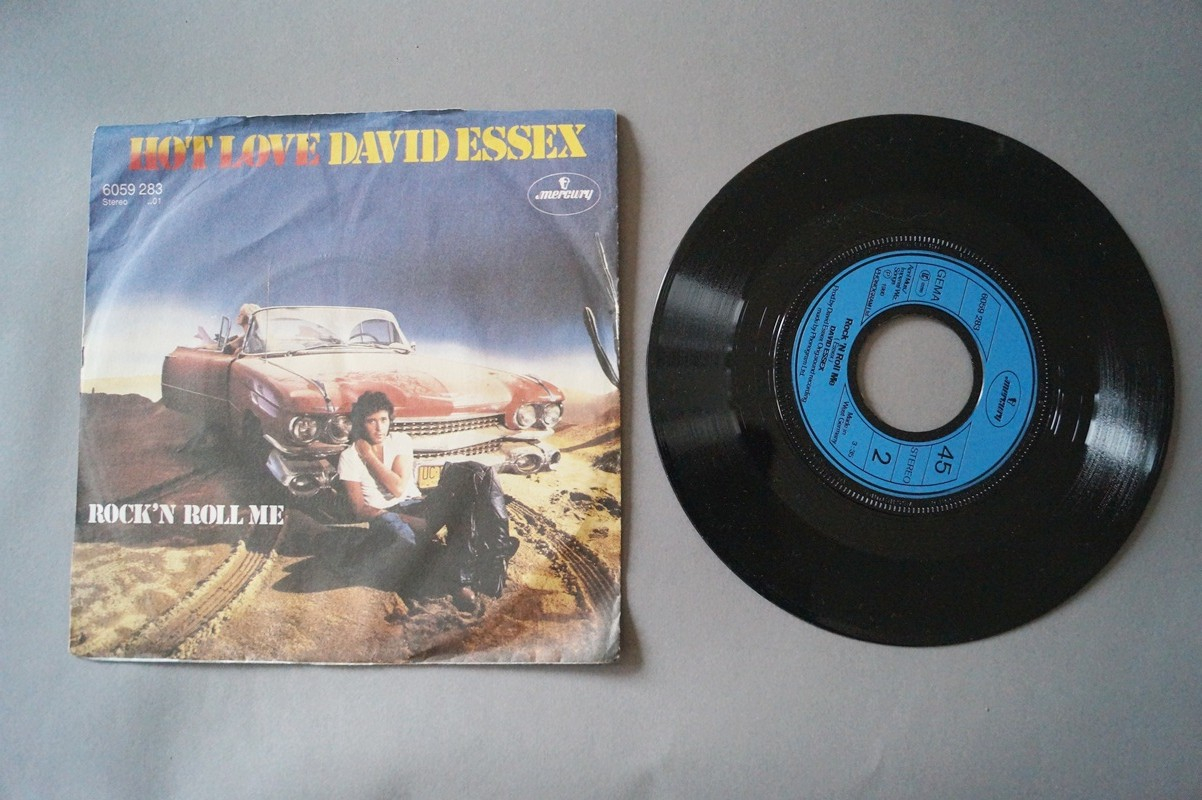 HOT LOVE DAVID ESSEX
6059 283
Stereo ..01
mercury
ROCK'N ROLL ME
GEMA
6059 283
Rock 'N Roll Me
DAVID ESSEX
mercury
Made in
West Germany
45
STEREO
2